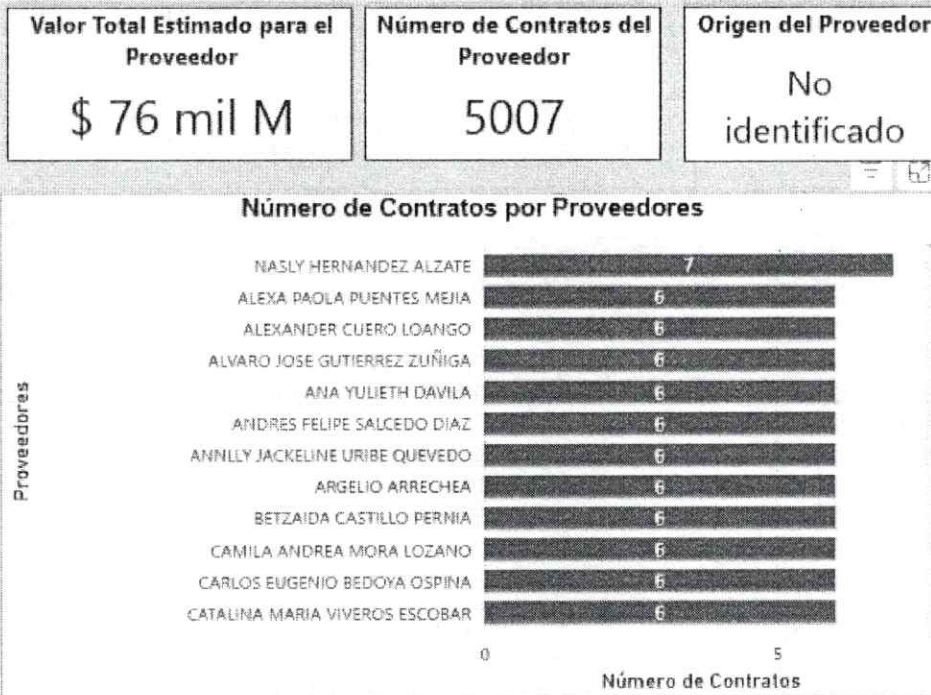 Valor Total Estimado para el
Proveedor
$ 76 mil M
Número de Contratos del
Proveedor
5007
Origen del Proveedor
No
identificado
Número de Contratos por Proveedores
Proveedores
NASLY HERNANDEZ ALZATE 7
ALEXA PAOLA PUENTES MEJIA 6
ALEXANDER CUERO LOANGO 6
ALVARO JOSE GUTIERREZ ZUÑIGA 6
ANA YULIETH DAVILA 6
ANDRES FELIPE SALCEDO DIAZ 6
ANNLLY JACKELINE URIBE QUEVEDO 6
ARGELIO ARRECHEA 6
BETZAIDA CASTILLO PERNIA 6
CAMILA ANDREA MORA LOZANO 6
CARLOS EUGENIO BEDOYA OSPINA 6
CATALINA MARIA VIVEROS ESCOBAR 6
0 5
Número de Contratos